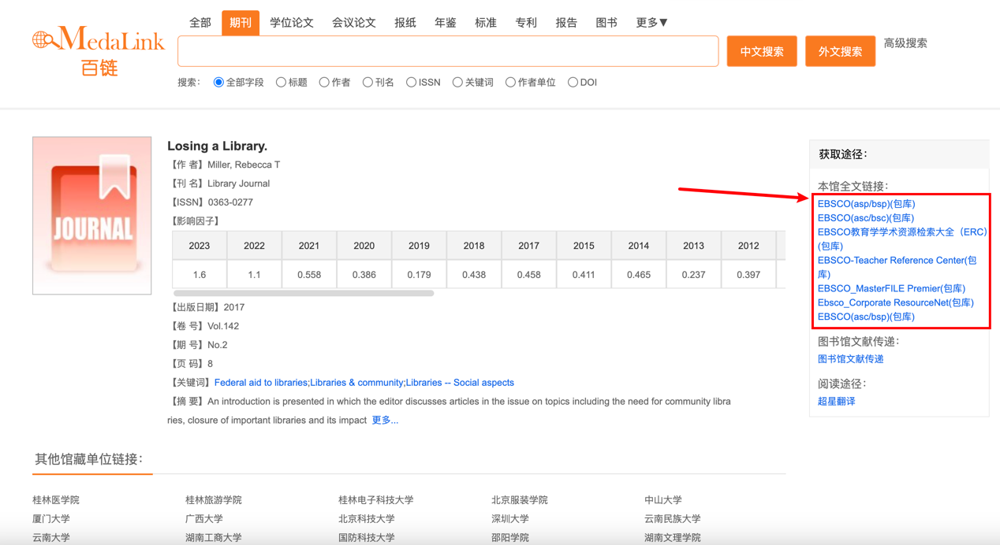 全部 期刊 学位论文 会议论文 报纸 年鉴 标准 专利 报告 图书 更多▼
MedaLink
百链
中文搜索 外文搜索 高级搜索
搜索: 全部字段 标题 作者 刊名 ISSN 关键词 作者单位 DOI
JOURNAL
Losing a Library.
【作 者】Miller, Rebecca T
【刊 名】Library Journal
【ISSN】0363-0277
【影响因子】
2023 2022 2021 2020 2019 2018 2017 2015 2014 2013 2012
1.6 1.1 0.558 0.386 0.179 0.438 0.458 0.411 0.465 0.237 0.397
【出版日期】2017
【卷 号】Vol.142
【期 号】No.2
【页 码】8
【关键词】Federal aid to libraries;Libraries & community;Libraries -- Social aspects
【摘 要】An introduction is presented in which the editor discusses articles in the issue on topics including the need for community libra
ries, closure of important libraries and its impact 更多...
获取途径:
本馆全文链接:
EBSCO(asp/bsp)(包库)
EBSCO(asc/bsc)(包库)
EBSCO教育学学术资源检索大全（ERC)
(包库)
EBSCO-Teacher Reference Center(包
库)
EBSCO_MasterFILE Premier(包库)
Ebsco_Corporate ResourceNet(包库)
EBSCO(asc/bsp)(包库)
图书馆文献传递:
图书馆文献传递
阅读途径:
超星翻译
其他馆藏单位链接:
桂林医学院 桂林旅游学院 桂林电子科技大学 北京服装学院 中山大学
厦门大学 广西大学 北京科技大学 深圳大学 云南民族大学
云南大学 湖南工商大学 国防科技大学 邵阳学院 湖南文理学院